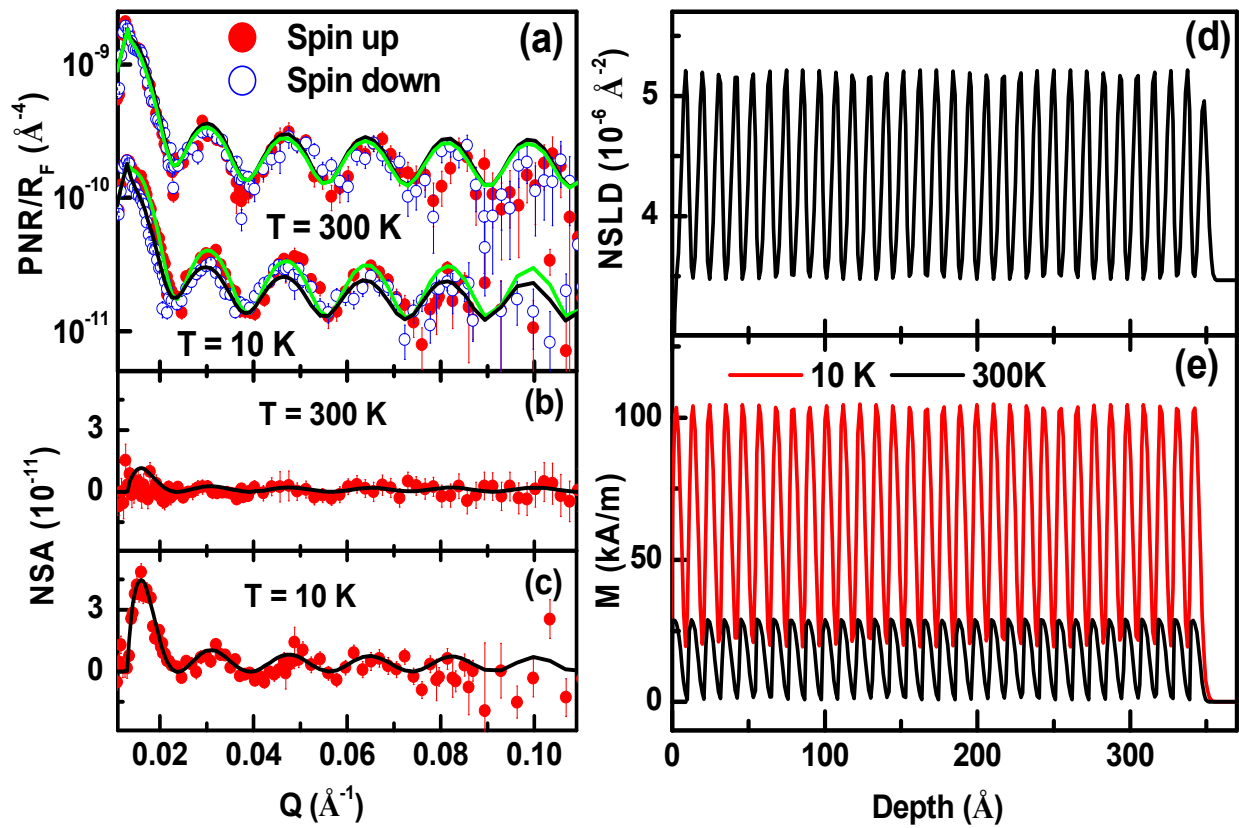 (a)
Spin up
Spin down
PNR/R_F (Å⁻⁴)
10⁻⁹
10⁻¹⁰
10⁻¹¹
T = 300 K
T = 10 K
(b)
T = 300 K
3
0
NSA (10⁻¹¹)
(c)
T = 10 K
3
0
0.02 0.04 0.06 0.08 0.10
Q (Å⁻¹)
(d)
NSLD (10⁻⁶ Å⁻²)
5
4
(e)
10 K 300K
M (kA/m)
100
50
0
0 100 200 300
Depth (Å)